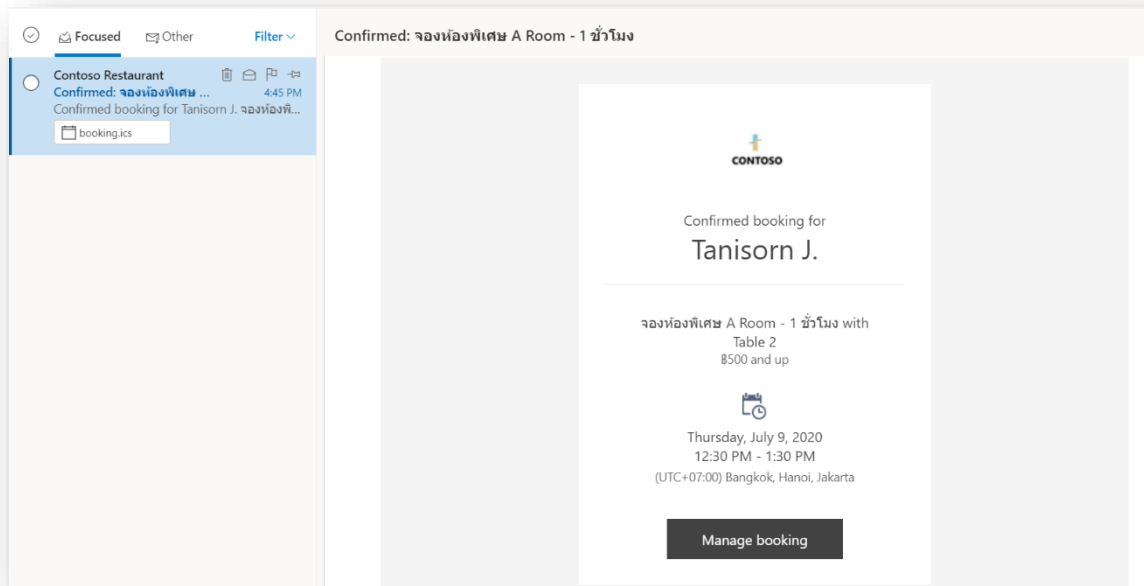 Focused
Other
Filter
Contoso Restaurant
Confirmed: จองห้องพิเศษ ...
4:45 PM
Confirmed booking for Tanisorn J. จองห้องพิ...
booking.ics
Confirmed: จองห้องพิเศษ A Room - 1 ชั่วโมง
CONTOSO
Confirmed booking for
Tanisorn J.
จองห้องพิเศษ A Room - 1 ชั่วโมง with
Table 2
฿500 and up
Thursday, July 9, 2020
12:30 PM - 1:30 PM
(UTC+07:00) Bangkok, Hanoi, Jakarta
Manage booking